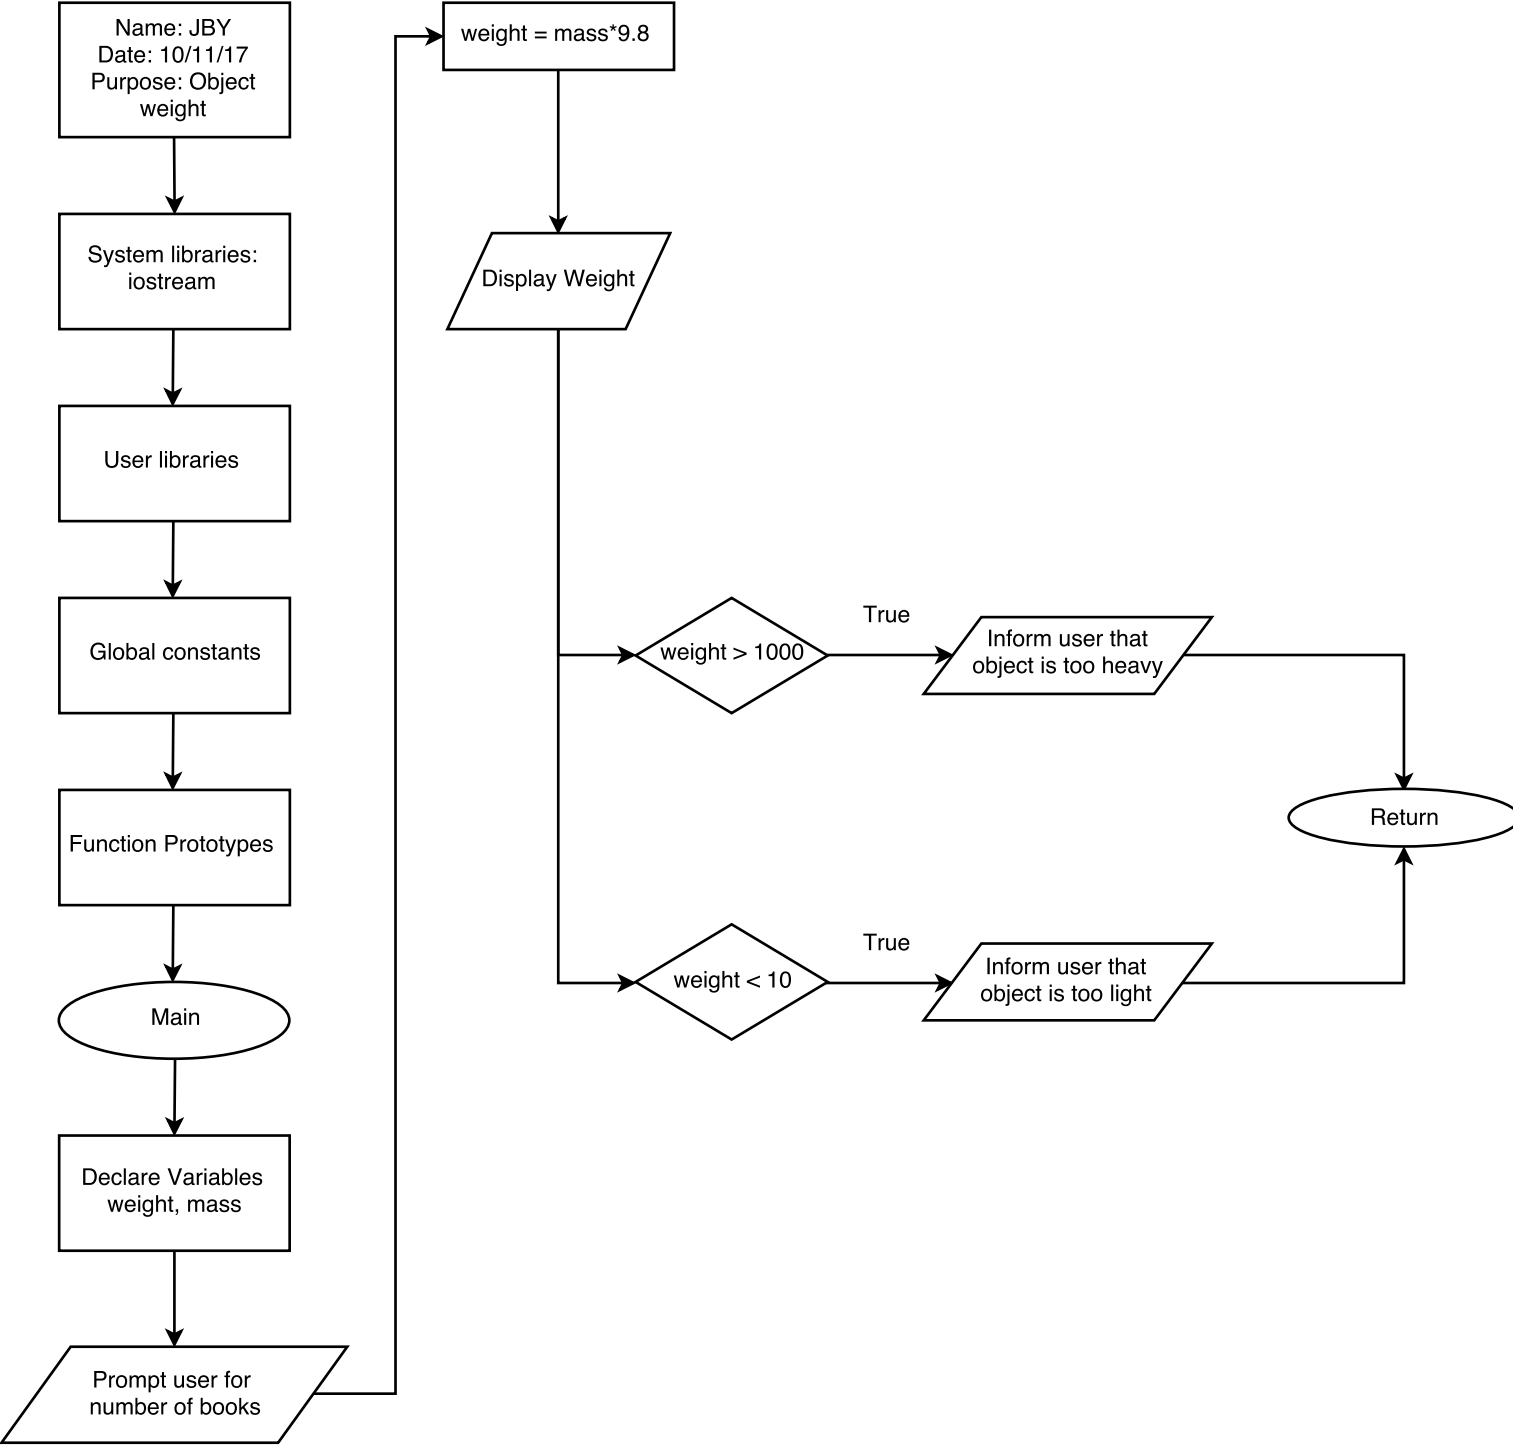 Name: JBY
Date: 10/11/17
Purpose: Object
weight
System libraries:
iostream
User libraries
Global constants
Function Prototypes
Main
Declare Variables
weight, mass
Prompt user for
number of books
weight = mass*9.8
Display Weight
weight > 1000
True
Inform user that
object is too heavy
Return
weight < 10
True
Inform user that
object is too light